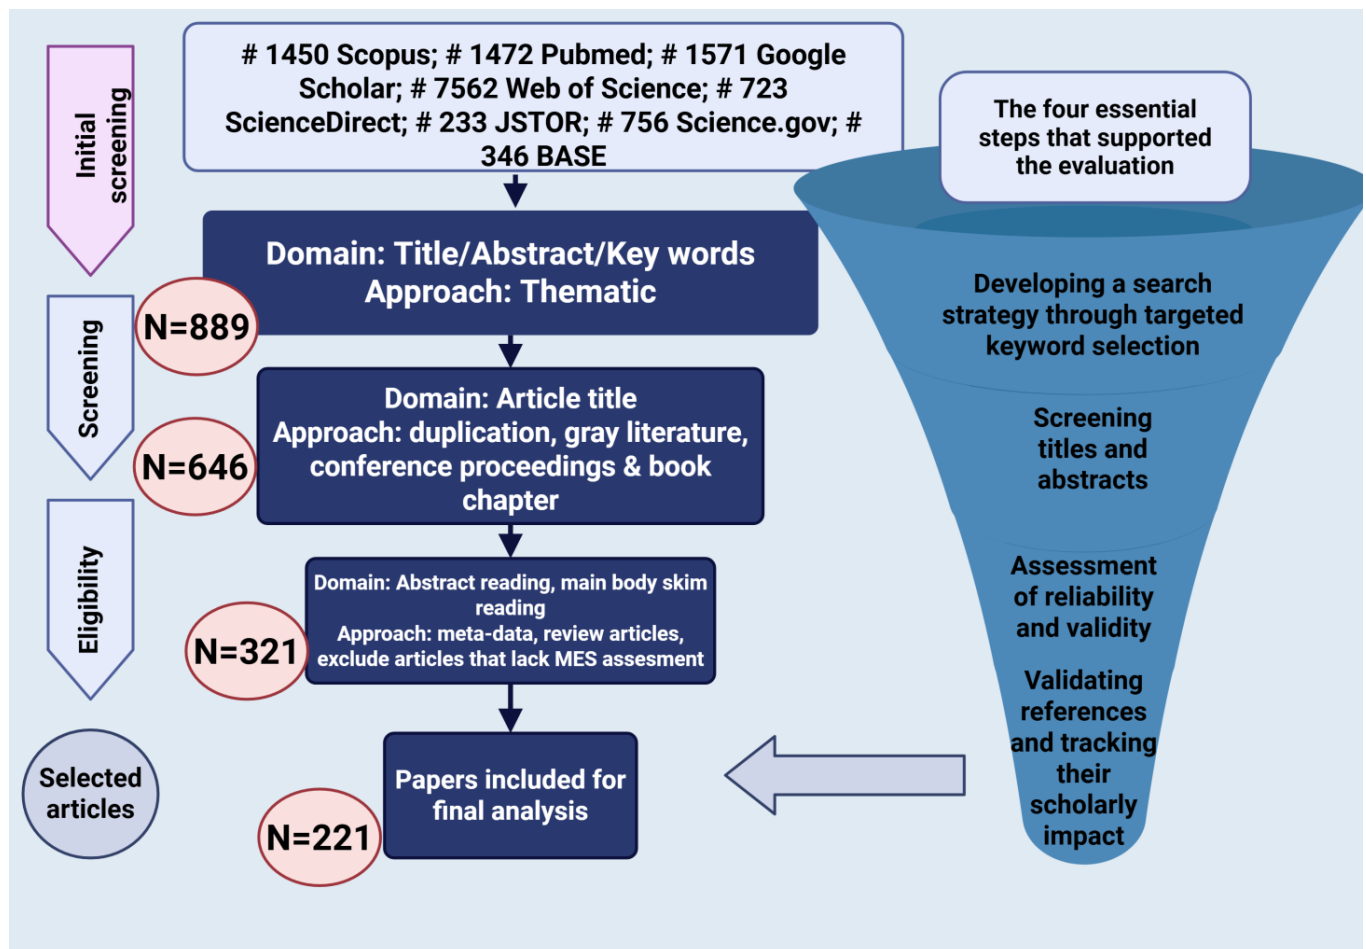 # 1450 Scopus; # 1472 Pubmed; # 1571 Google
Scholar; # 7562 Web of Science; # 723
ScienceDirect; # 233 JSTOR; # 756 Science.gov; #
346 BASE
Initial
screening
Domain: Title/Abstract/Key words
Approach: Thematic
N=889
Screening
Domain: Article title
Approach: duplication, gray literature,
conference proceedings & book
chapter
N=646
Eligibility
Domain: Abstract reading, main body skim
reading
Approach: meta-data, review articles,
exclude articles that lack MES assesment
N=321
Selected
articles
Papers included for
final analysis
N=221
The four essential
steps that supported
the evaluation
Developing a search
strategy through targeted
keyword selection
Screening
titles and
abstracts
Assessment
of reliability
and validity
Validating
references
and tracking
their
scholarly
impact